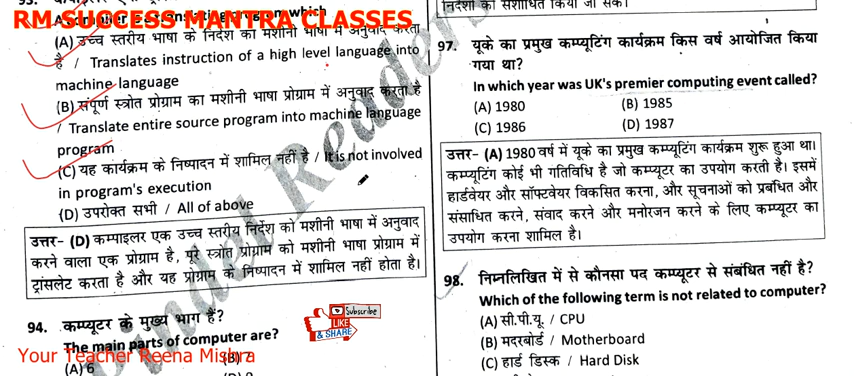 RM SUCCESS MANTRA CLASSES
93.
(A) उच्च स्तरीय भाषा के निर्देश का मशीनी भाषा में अनुवाद करता
है / Translates instruction of a high level language into
machine language
(B) संपूर्ण स्त्रोत प्रोग्राम का मशीनी भाषा प्रोग्राम में अनुवाद करता है
/ Translate entire source program into machine language
program
(C) यह कार्यक्रम के निष्पादन में शामिल नहीं है / It is not involved
in program's execution
(D) उपरोक्त सभी / All of above
उत्तर- (D) कम्पाइलर एक उच्च स्तरीय निर्देश को मशीनी भाषा में अनुवाद
करने वाला एक प्रोग्राम है, पूरे स्त्रोत प्रोग्राम को मशीनी भाषा प्रोग्राम में
ट्रांसलेट करता है और यह प्रोग्राम के निष्पादन में शामिल नहीं होता है।
94. कम्प्यूटर के मुख्य भाग हैं?
The main parts of computer are?
(A) 6
(B) 7
Subscribe
LIKE
& SHARE
Your Teacher Reena Mishra
निर्देशों को संशोधित किया जा सके।
97. यूके का प्रमुख कम्प्यूटिंग कार्यक्रम किस वर्ष आयोजित किया
गया था?
In which year was UK's premier computing event called?
(A) 1980 (B) 1985
(C) 1986 (D) 1987
उत्तर- (A) 1980 वर्ष में यूके का प्रमुख कम्प्यूटिंग कार्यक्रम शुरू हुआ था।
कम्प्यूटिंग कोई भी गतिविधि है जो कम्प्यूटर का उपयोग करती है। इसमें
हार्डवेयर और सॉफ्टवेयर विकसित करना, और सूचनाओं को प्रबंधित और
संसाधित करने, संवाद करने और मनोरंजन करने के लिए कम्प्यूटर का
उपयोग करना शामिल है।
98. निम्नलिखित में से कौनसा पद कम्प्यूटर से संबंधित नहीं है?
Which of the following term is not related to computer?
(A) सी.पी.यू. / CPU
(B) मदरबोर्ड / Motherboard
(C) हार्ड डिस्क / Hard Disk